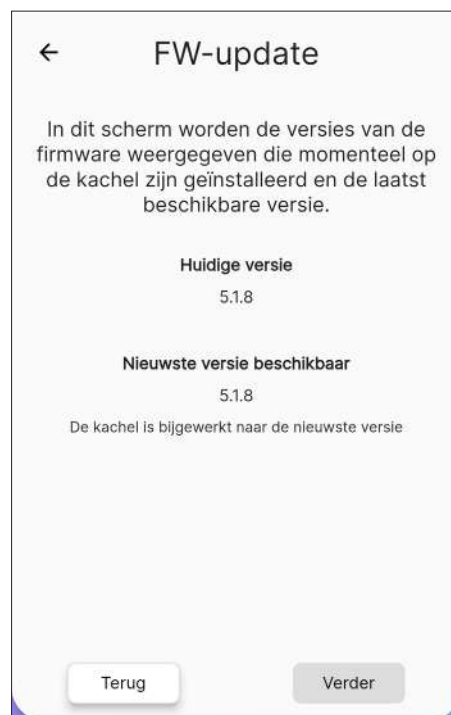 FW-update
In dit scherm worden de versies van de
firmware weergegeven die momenteel op
de kachel zijn geïnstalleerd en de laatst
beschikbare versie.
Huidige versie
5.1.8
Nieuwste versie beschikbaar
5.1.8
De kachel is bijgewerkt naar de nieuwste versie
Terug
Verder